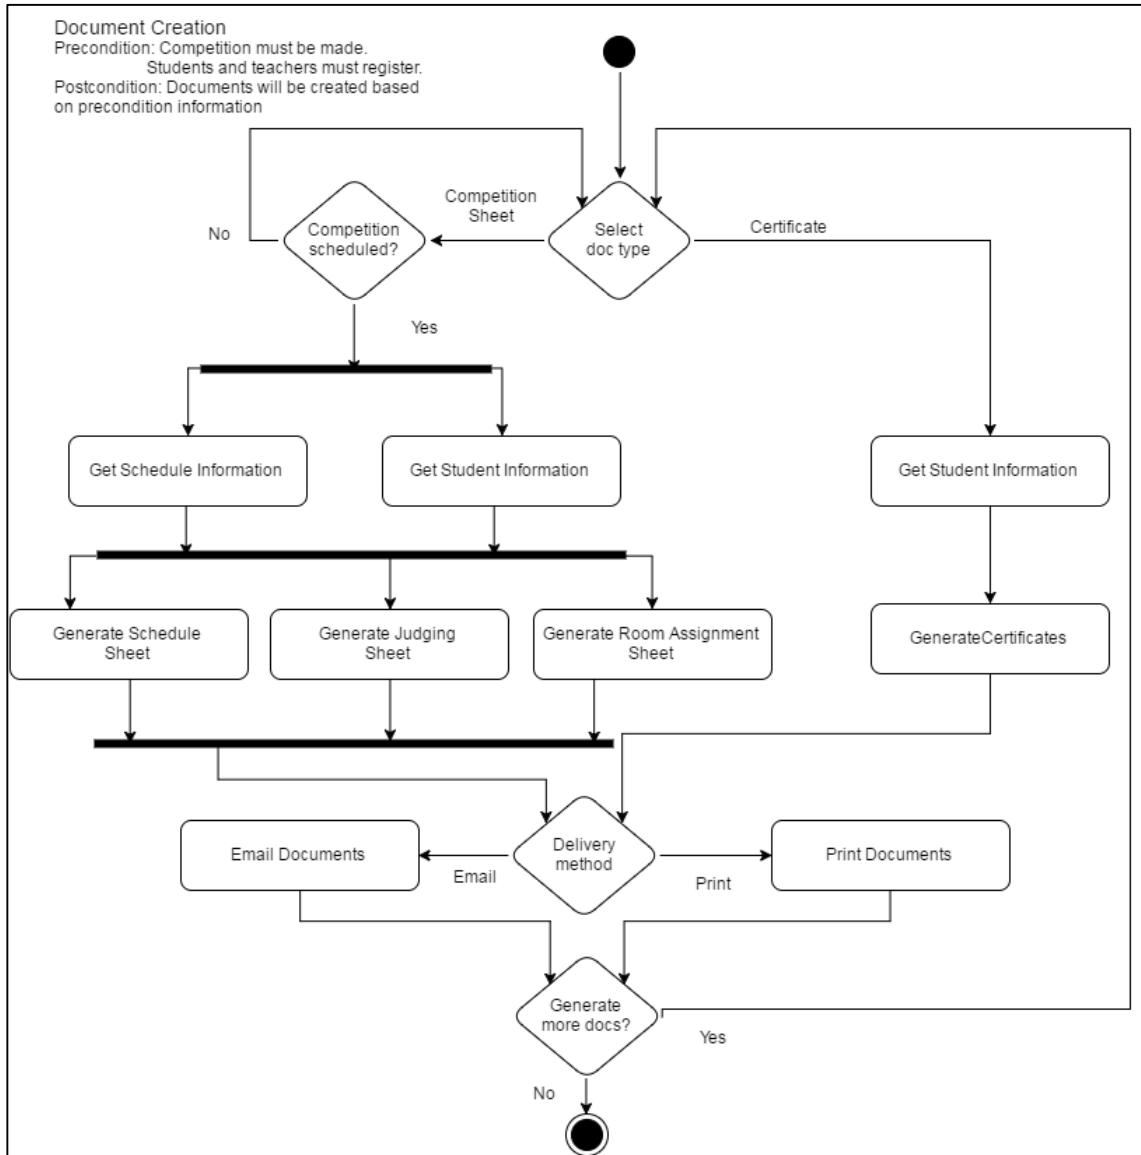 Document Creation
Precondition: Competition must be made.
Students and teachers must register.
Postcondition: Documents will be created based
on precondition information
Competition
Sheet
No
Competition
scheduled?
Select
doc type
Certificate
Yes
Get Schedule Information
Get Student Information
Get Student Information
Generate Schedule
Sheet
Generate Judging
Sheet
Generate Room Assignment
Sheet
GenerateCertificates
Email Documents
Email
Delivery
method
Print
Print Documents
Generate
more docs?
Yes
No